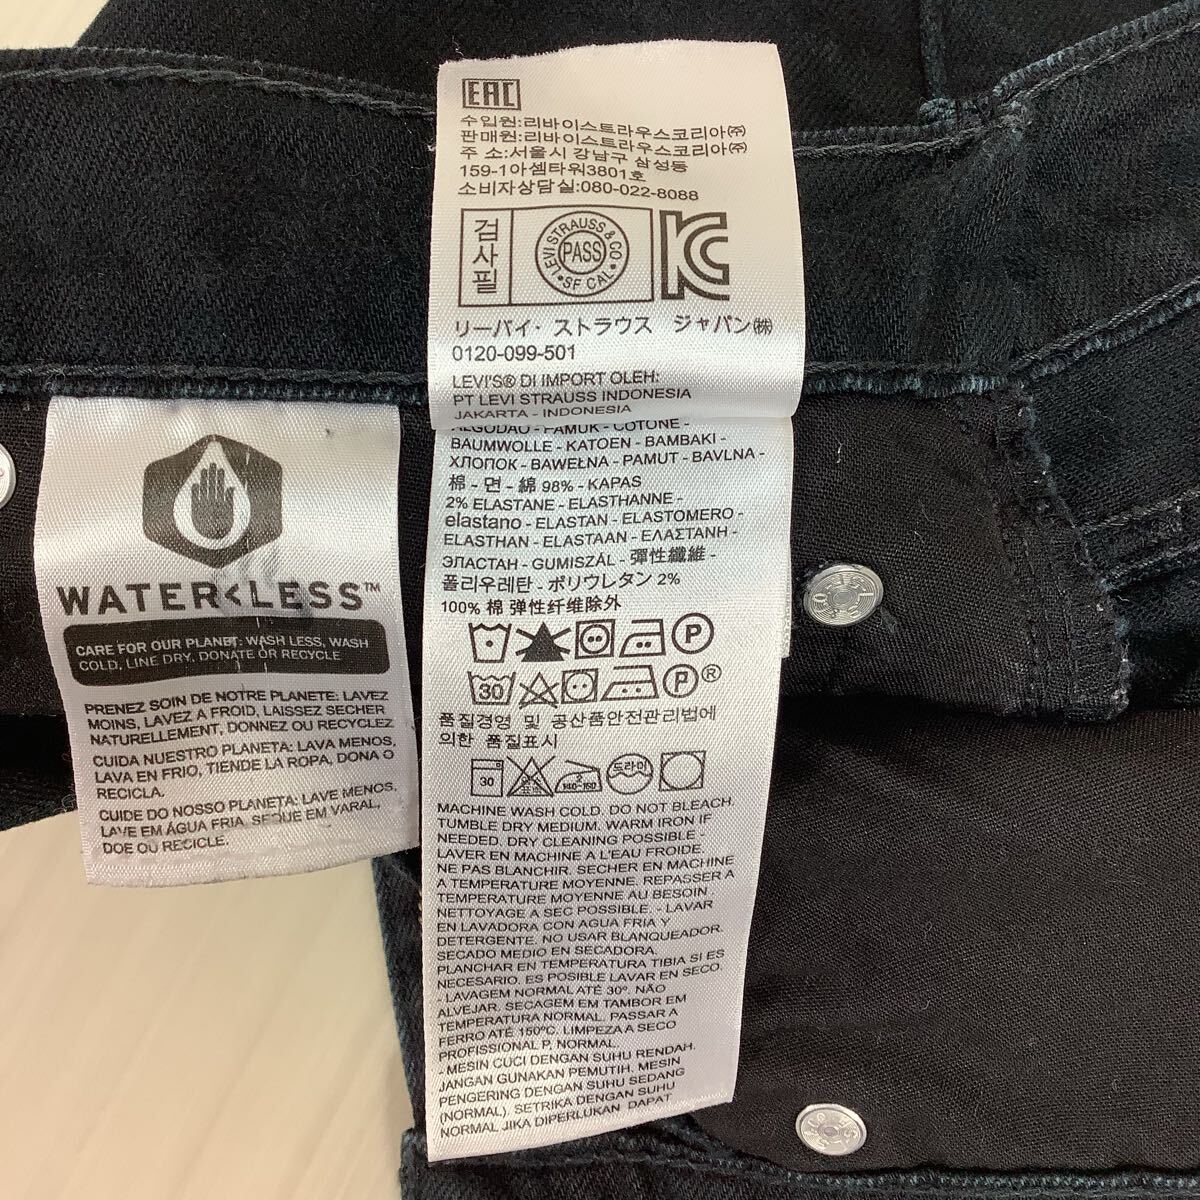 WATER<LESS™
CARE FOR OUR PLANET: WASH LESS, WASH
COLD, LINE DRY, DONATE OR RECYCLE
PRENEZ SOIN DE NOTRE PLANETE: LAVEZ
MOINS, LAVEZ A FROID, LAISSEZ SECHER
NATURELLEMENT, DONNEZ OU RECYCLEZ
CUIDA NUESTRO PLANETA: LAVA MENOS,
LAVA EN FRIO, TIENDE LA ROPA, DONA O
RECICLA.
CUIDE DO NOSSO PLANETA: LAVE MENOS,
LAVE EM ÁGUA FRIA, SEQUE EM VARAL,
DOE OU RECICLE.
EAC
수입원:리바이스트라우스코리아㈜
판매원:리바이스트라우스코리아㈜
주 소:서울시 강남구 삼성동
159-1아셈타워3801호
소비자상담실:080-022-8088
검사필
LEVI STRAUSS & CO
PASS
SF CAL
KC
リーバイ・ストラウス ジャパン㈱
0120-099-501
LEVI'S® DI IMPORT OLEH:
PT LEVI STRAUSS INDONESIA
JAKARTA - INDONESIA
ALGODÃO - PAMUK - COTONE -
BAUMWOLLE - KATOEN - BAMBAKI -
ХЛОПОК - BAWEŁNA - PAMUT - BAVLNA -
棉 - 면 - 綿 98% - KAPAS
2% ELASTANE - ELASTHANNE -
elastano - ELASTAN - ELASTOMERO -
ELASTHAN - ELASTAAN - ΕΛΑΣΤΑΝΗ -
ЭЛАСТАН - GUMISZÁL - 彈性纖維 -
폴리우레탄 - ポリウレタン 2%
100% 棉 弹性纤维除外
P
30 P ®
품질경영 및 공산품안전관리법에
의한 품질표시
30 2 140-160 드라이
MACHINE WASH COLD. DO NOT BLEACH.
TUMBLE DRY MEDIUM. WARM IRON IF
NEEDED. DRY CLEANING POSSIBLE -
LAVER EN MACHINE A L'EAU FROIDE.
NE PAS BLANCHIR. SECHER EN MACHINE
A TEMPERATURE MOYENNE. REPASSER A
TEMPERATURE MOYENNE AU BESOIN.
NETTOYAGE A SEC POSSIBLE. - LAVAR
EN LAVADORA CON AGUA FRIA Y
DETERGENTE. NO USAR BLANQUEADOR.
SECADO MEDIO EN SECADORA.
PLANCHAR EN TEMPERATURA TIBIA SI ES
NECESARIO. ES POSIBLE LAVAR EN SECO.
- LAVAGEM NORMAL ATÉ 30º. NÃO
ALVEJAR. SECAGEM EM TAMBOR EM
TEMPERATURA NORMAL. PASSAR A
FERRO ATÉ 150ºC. LIMPEZA A SECO
PROFISSIONAL P, NORMAL.
- MESIN CUCI DENGAN SUHU RENDAH.
JANGAN GUNAKAN PEMUTIH. MESIN
PENGERING DENGAN SUHU SEDANG
(NORMAL). SETRIKA DENGAN SUHU
NORMAL JIKA DIPERLUKAN. DAPAT